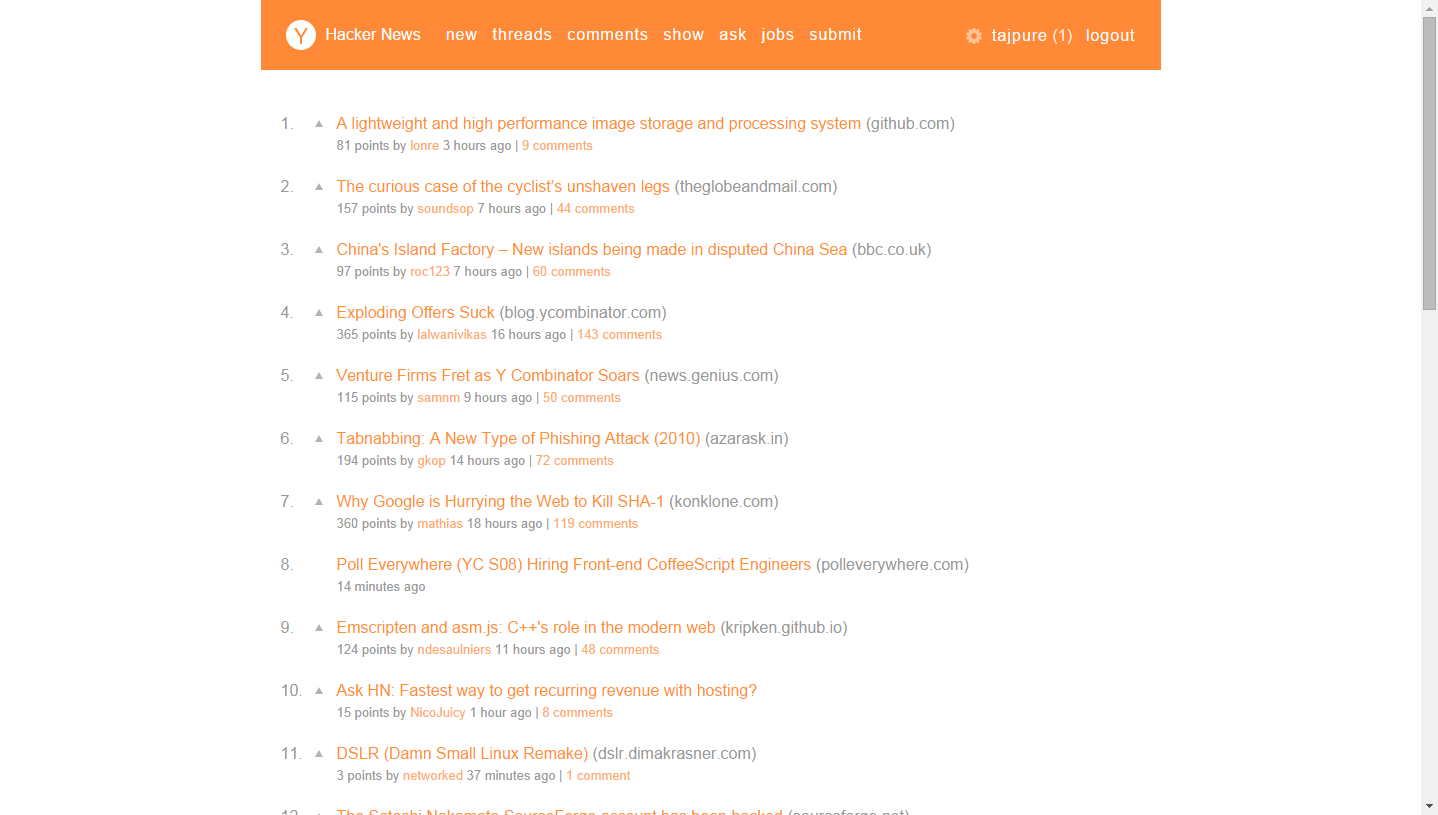 Y Hacker News new threads comments show ask jobs submit tajpure (1) logout
1. ▲ A lightweight and high performance image storage and processing system (github.com)
81 points by lonre 3 hours ago | 9 comments
2. ▲ The curious case of the cyclist’s unshaven legs (theglobeandmail.com)
157 points by soundsop 7 hours ago | 44 comments
3. ▲ China's Island Factory – New islands being made in disputed China Sea (bbc.co.uk)
97 points by roc123 7 hours ago | 60 comments
4. ▲ Exploding Offers Suck (blog.ycombinator.com)
365 points by lalwanivikas 16 hours ago | 143 comments
5. ▲ Venture Firms Fret as Y Combinator Soars (news.genius.com)
115 points by samnm 9 hours ago | 50 comments
6. ▲ Tabnabbing: A New Type of Phishing Attack (2010) (azarask.in)
194 points by gkop 14 hours ago | 72 comments
7. ▲ Why Google is Hurrying the Web to Kill SHA-1 (konklone.com)
360 points by mathias 18 hours ago | 119 comments
8. Poll Everywhere (YC S08) Hiring Front-end CoffeeScript Engineers (polleverywhere.com)
14 minutes ago
9. ▲ Emscripten and asm.js: C++'s role in the modern web (kripken.github.io)
124 points by ndesaulniers 11 hours ago | 48 comments
10. ▲ Ask HN: Fastest way to get recurring revenue with hosting?
15 points by NicoJuicy 1 hour ago | 8 comments
11. ▲ DSLR (Damn Small Linux Remake) (dslr.dimakrasner.com)
3 points by networked 37 minutes ago | 1 comment
12. ▲ The Satoshi Nakamoto SourceForge account has been hacked (sourceforge.net)